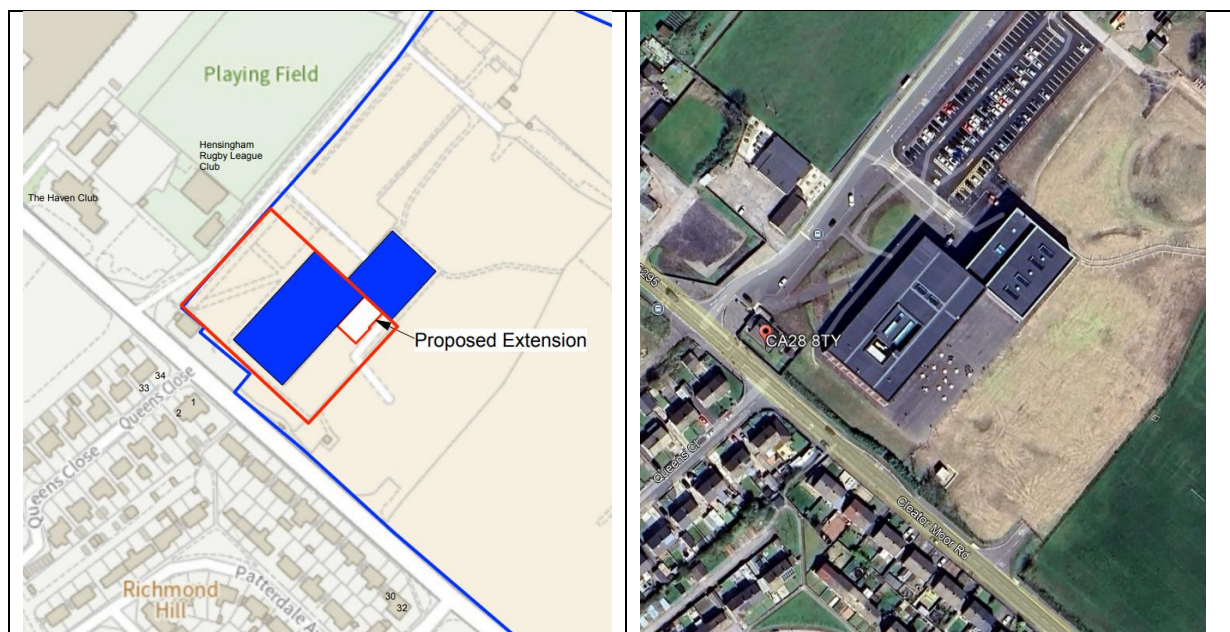 Playing Field
Hensingham
Rugby League
Club
The Haven Club
Proposed Extension
34
33
Queens Close
1
2
Queens Close
Richmond
Hill
Patterdale
30
32
CA28 8TY
Queens Cl
Cleator Moor Rd